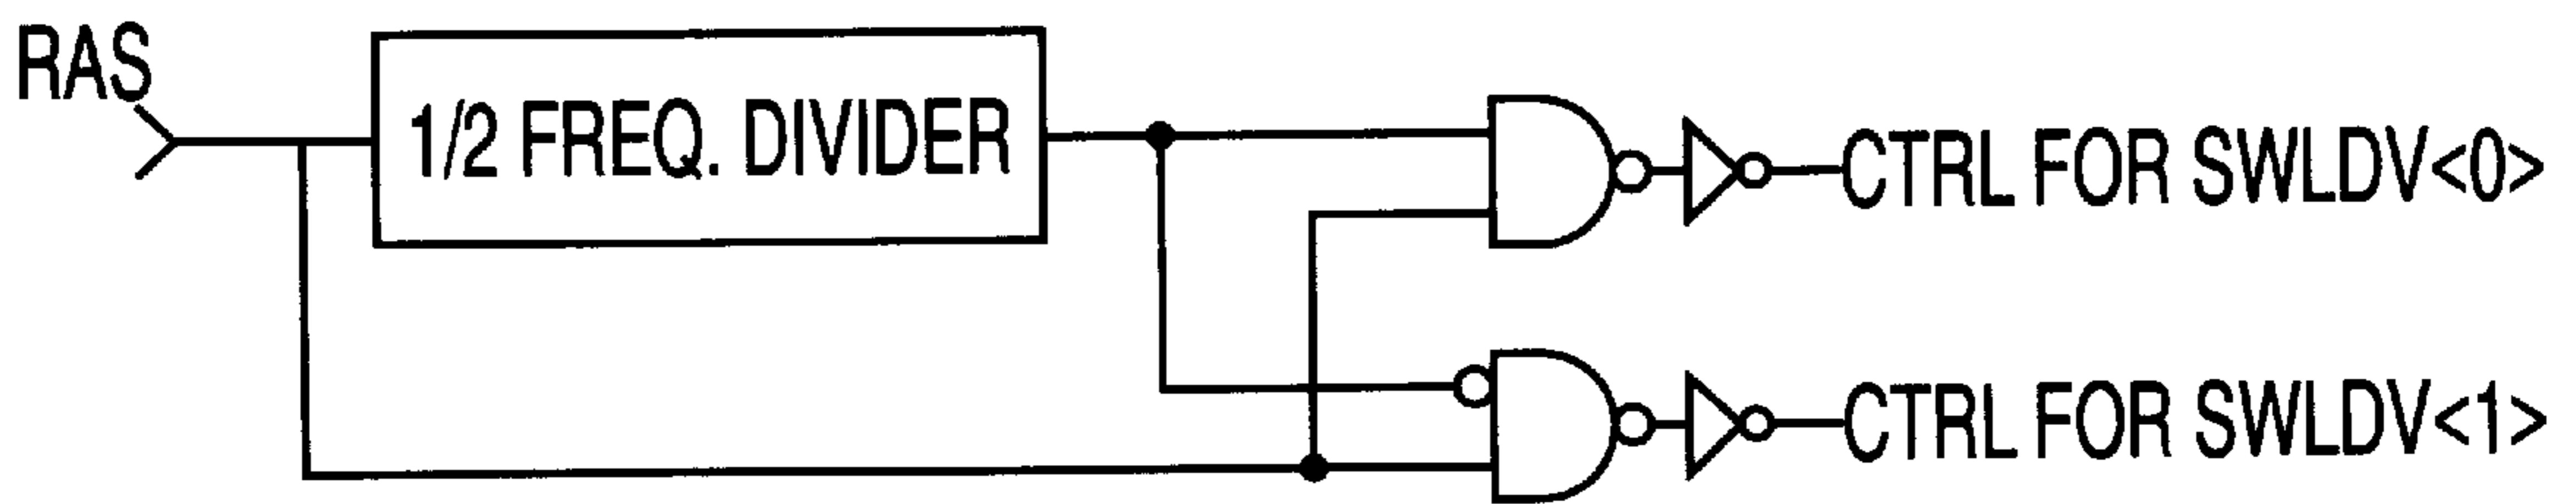 RAS
1/2 FREQ. DIVIDER
CTRL FOR SWLDV<0>
CTRL FOR SWLDV<1>